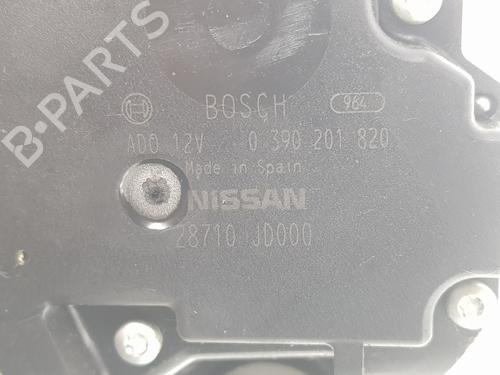 B-PARTS
BOSCH 984
AD0 12V 0 390 201 820
Made in Spain
NISSAN
28710 JD000